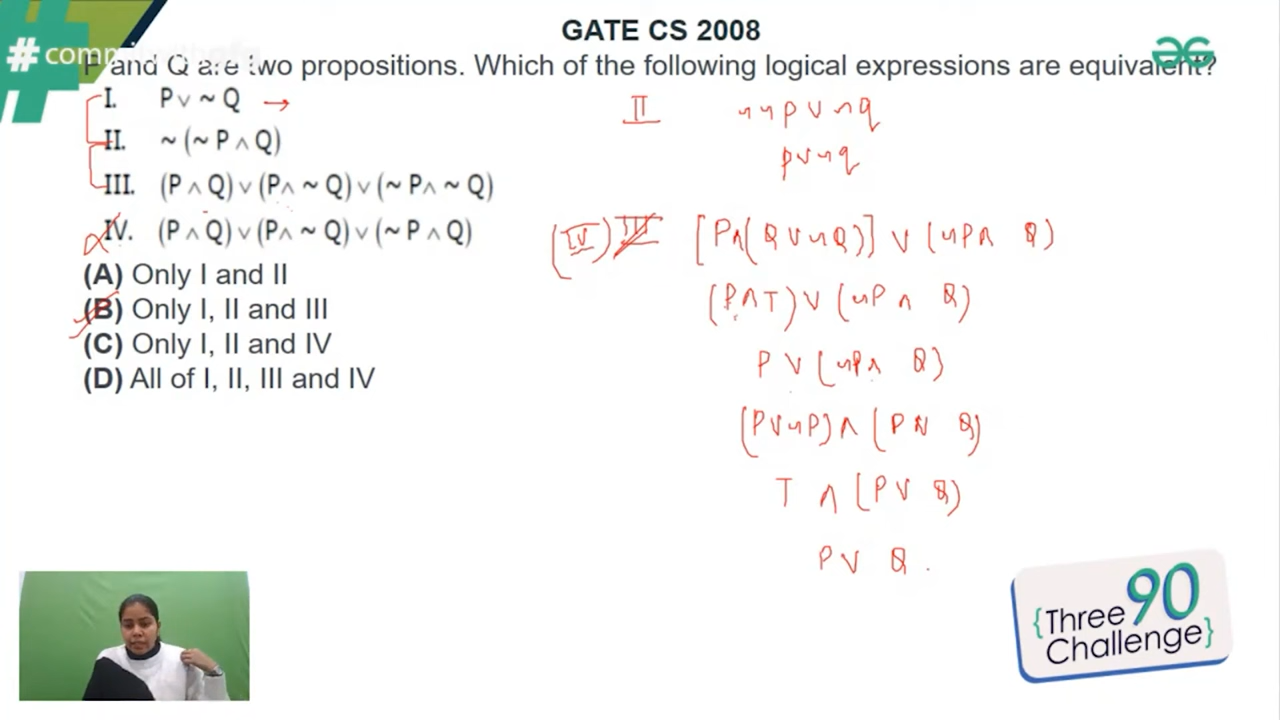 GATE CS 2008
P and Q are two propositions. Which of the following logical expressions are equivalent?
I. P ∨ ~ Q →
II. ~ (~ P ∧ Q)
III. (P ∧ Q) ∨ (P ∧ ~ Q) ∨ (~ P ∧ ~ Q)
IV. (P ∧ Q) ∨ (P ∧ ~ Q) ∨ (~ P ∧ Q)
(A) Only I and II
(B) Only I, II and III
(C) Only I, II and IV
(D) All of I, II, III and IV
II ¬¬p ∨ ¬q
p ∨ ¬q
(IV) III [P ∧ (Q ∨ ¬Q)] ∨ (¬P ∧ Q)
(P ∧ T) ∨ (¬P ∧ Q)
P ∨ (¬P ∧ Q)
(P ∨ ¬P) ∧ (P ∨ Q)
T ∧ (P ∨ Q)
P ∨ Q .
{Three 90
Challenge}